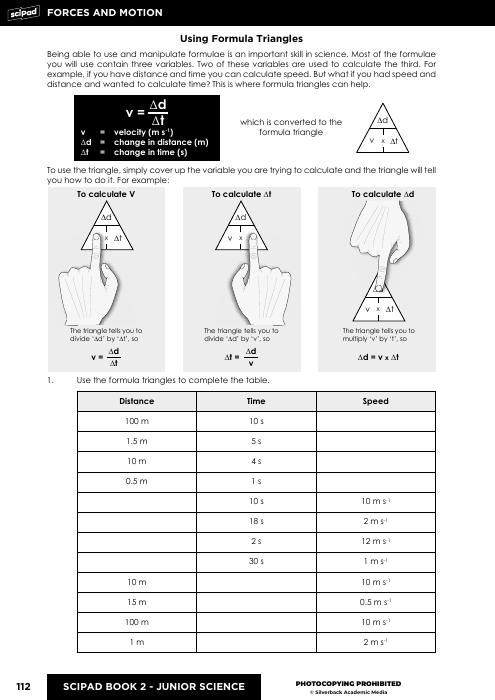 scipad
FORCES AND MOTION
Using Formula Triangles
Being able to use and manipulate formulae is an important skill in science. Most of the formulae
you will use contain three variables. Two of these variables are used to calculate the third. For
example, if you have distance and time you can calculate speed. But what if you had speed and
distance and wanted to calculate time? This is where formula triangles can help.
v = Δd
Δt
v = velocity (m s⁻¹)
Δd = change in distance (m)
Δt = change in time (s)
which is converted to the
formula triangle
Δd
v x Δt
To use the triangle, simply cover up the variable you are trying to calculate and the triangle will tell
you how to do it. For example:
To calculate V
Δd
x Δt
The triangle tells you to
divide 'Δd' by 'Δt', so
v = Δd
Δt
To calculate Δt
Δd
v x
The triangle tells you to
divide 'Δd' by 'v', so
Δt = Δd
v
To calculate Δd
v x Δt
The triangle tells you to
multiply 'v' by 't', so
Δd = v x Δt
1. Use the formula triangles to complete the table.
Distance Time Speed
100 m 10 s
1.5 m 5 s
10 m 4 s
0.5 m 1 s
10 s 10 m s⁻¹
18 s 2 m s⁻¹
2 s 12 m s⁻¹
30 s 1 m s⁻¹
10 m 10 m s⁻¹
15 m 0.5 m s⁻¹
100 m 10 m s⁻¹
1 m 2 m s⁻¹
112
SCIPAD BOOK 2 - JUNIOR SCIENCE
PHOTOCOPYING PROHIBITED
© Silverback Academic Media